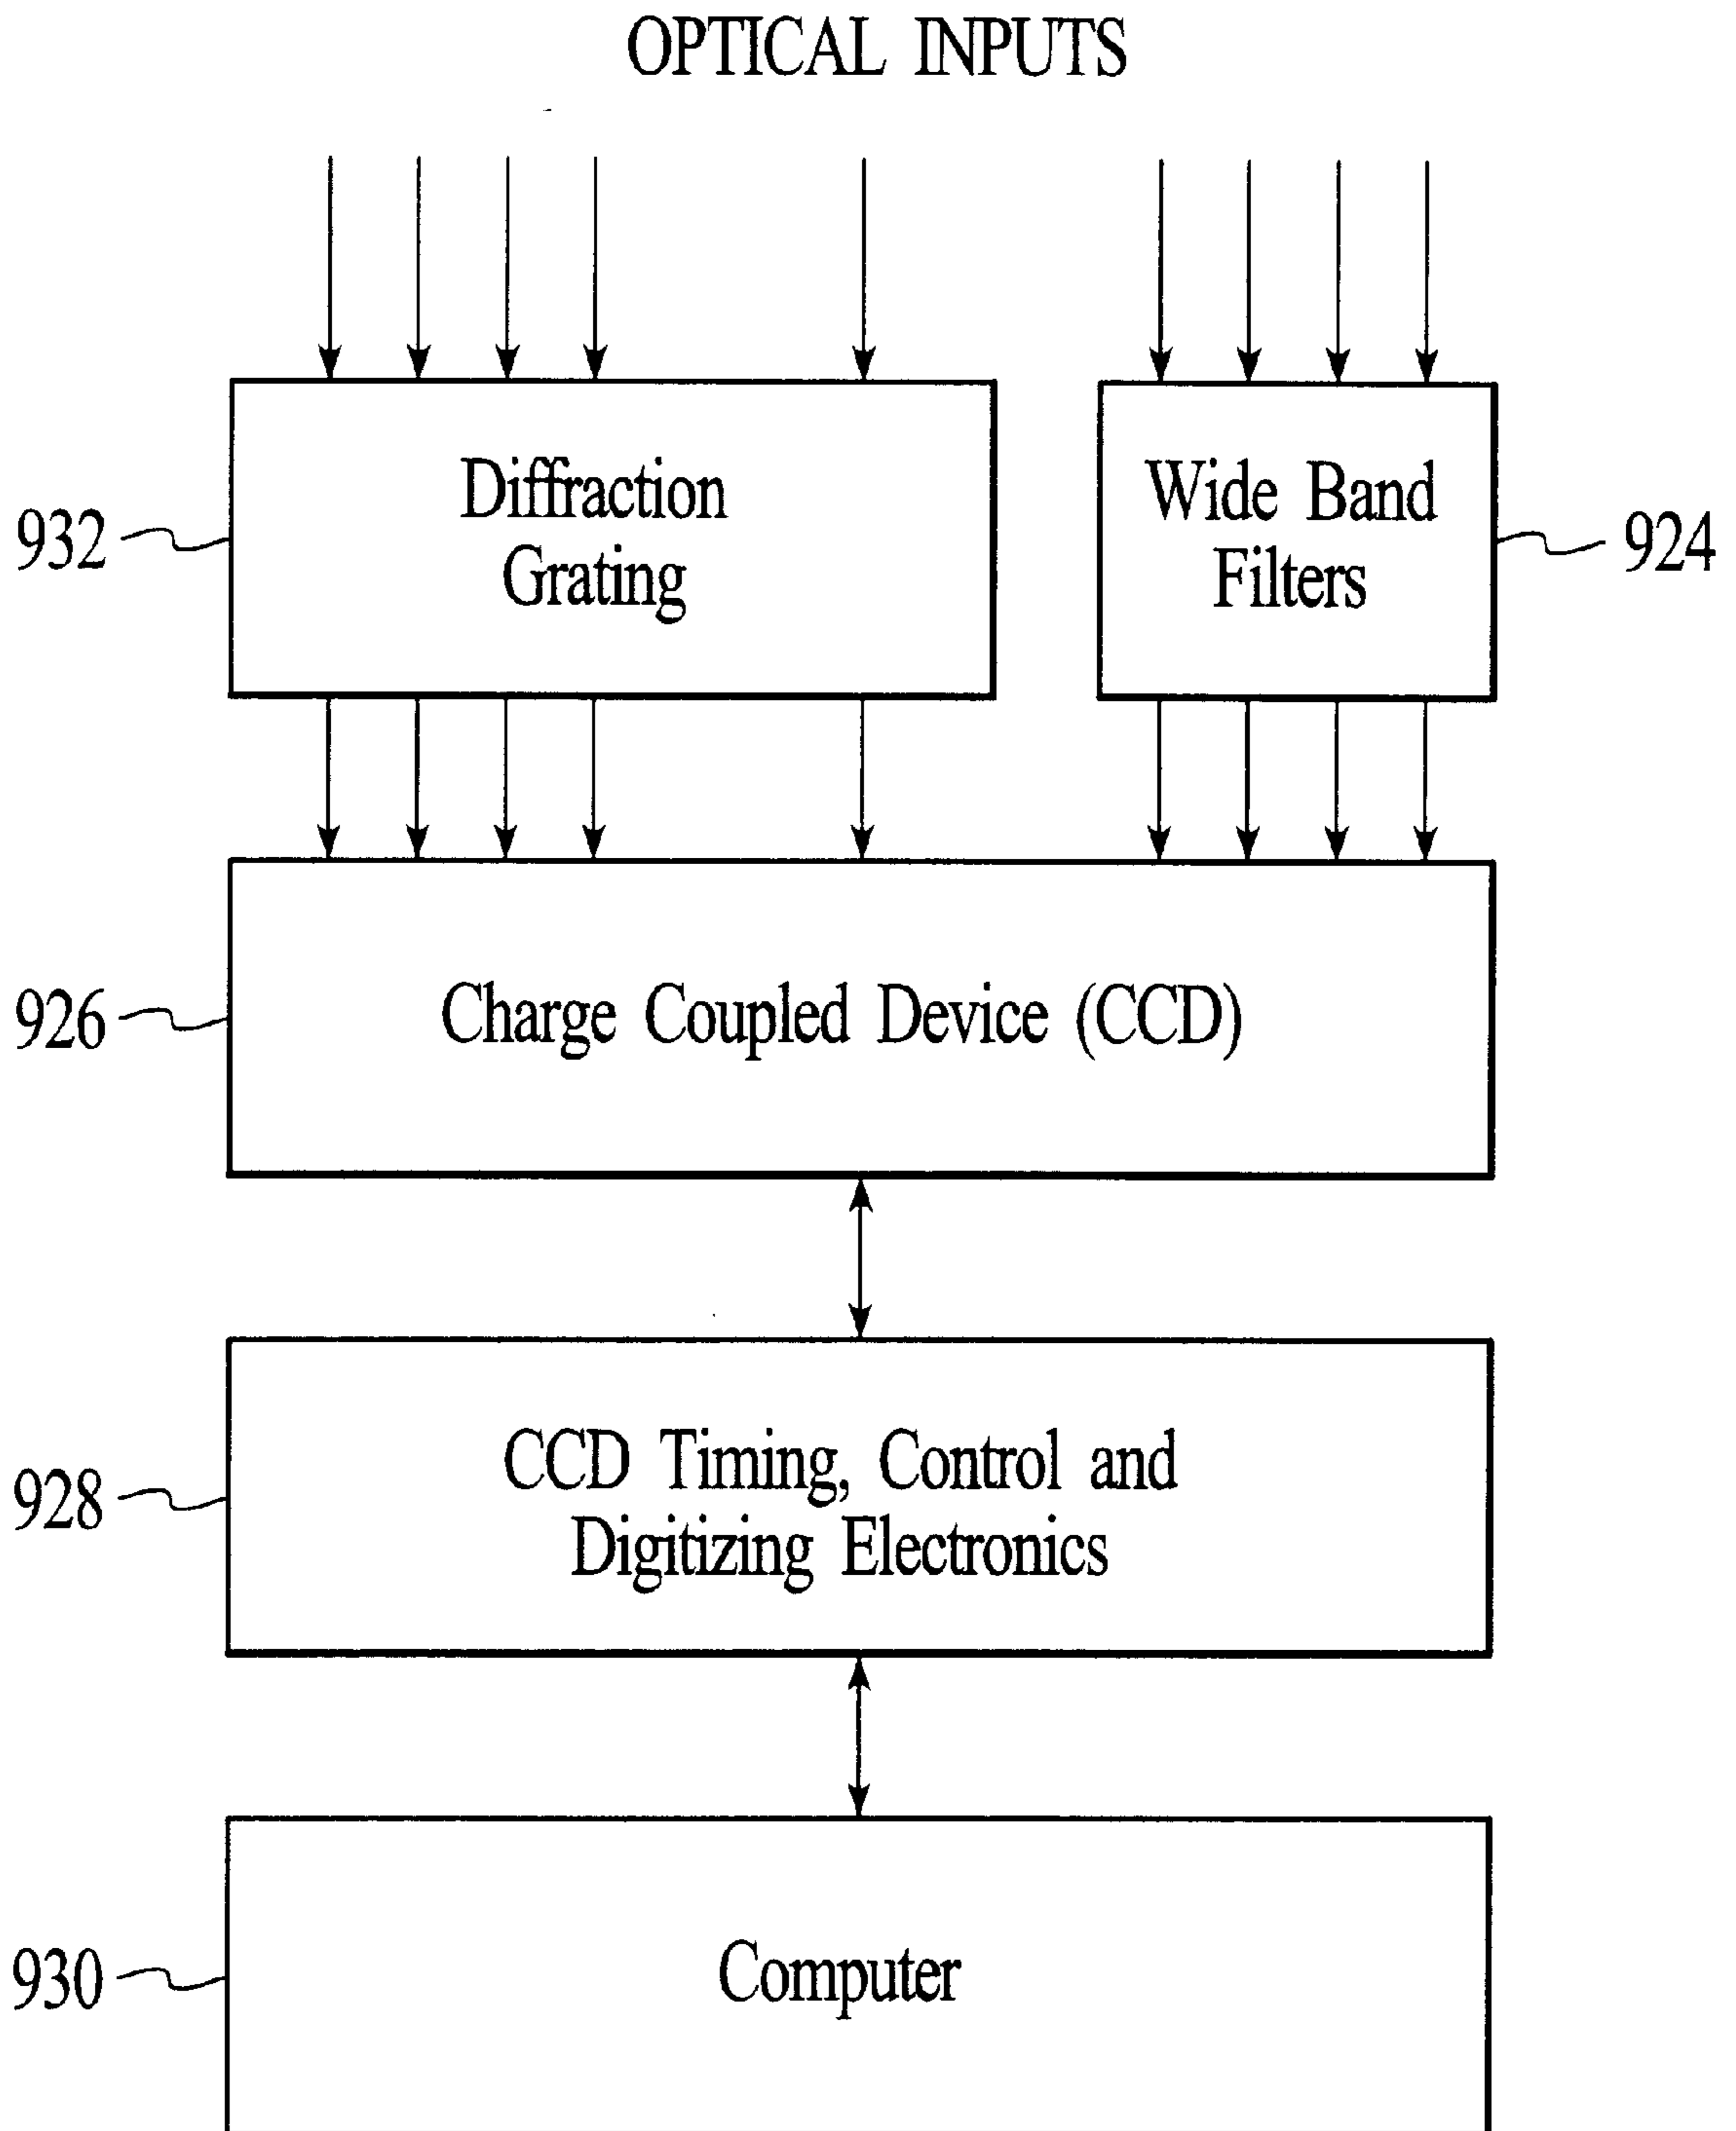 OPTICAL INPUTS
Diffraction
Grating
932
Wide Band
Filters
924
Charge Coupled Device (CCD)
926
CCD Timing, Control and
Digitizing Electronics
928
Computer
930